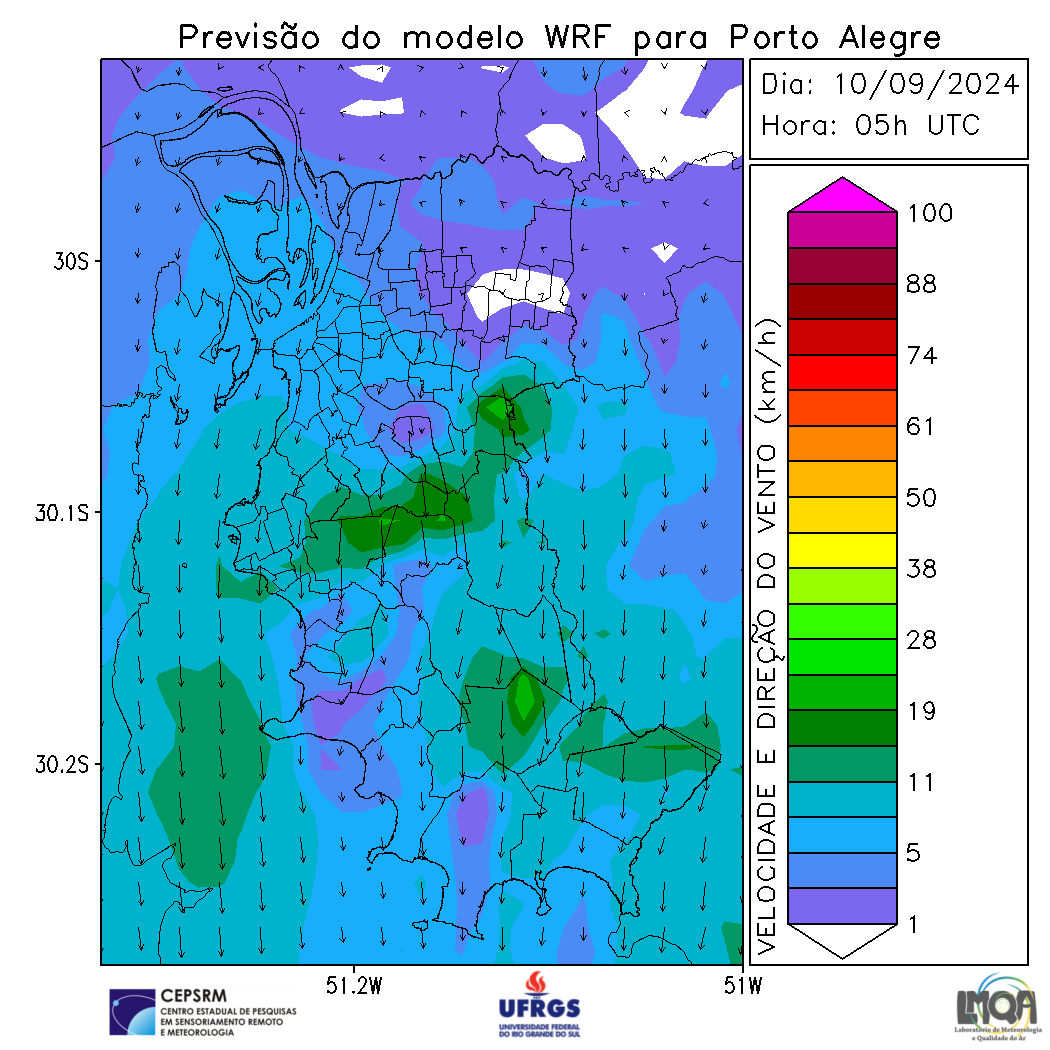 Previsão do modelo WRF para Porto Alegre
Dia: 10/09/2024
Hora: 05h UTC
30S
30.1S
30.2S
51.2W
51W
VELOCIDADE E DIREÇÃO DO VENTO (km/h)
100
88
74
61
50
38
28
19
11
5
1
CEPSRM
CENTRO ESTADUAL DE PESQUISAS
EM SENSORIAMENTO REMOTO
E METEOROLOGIA
UFRGS
UNIVERSIDADE FEDERAL
DO RIO GRANDE DO SUL
LMQA
Laboratório de Meteorologia
e Qualidade do Ar